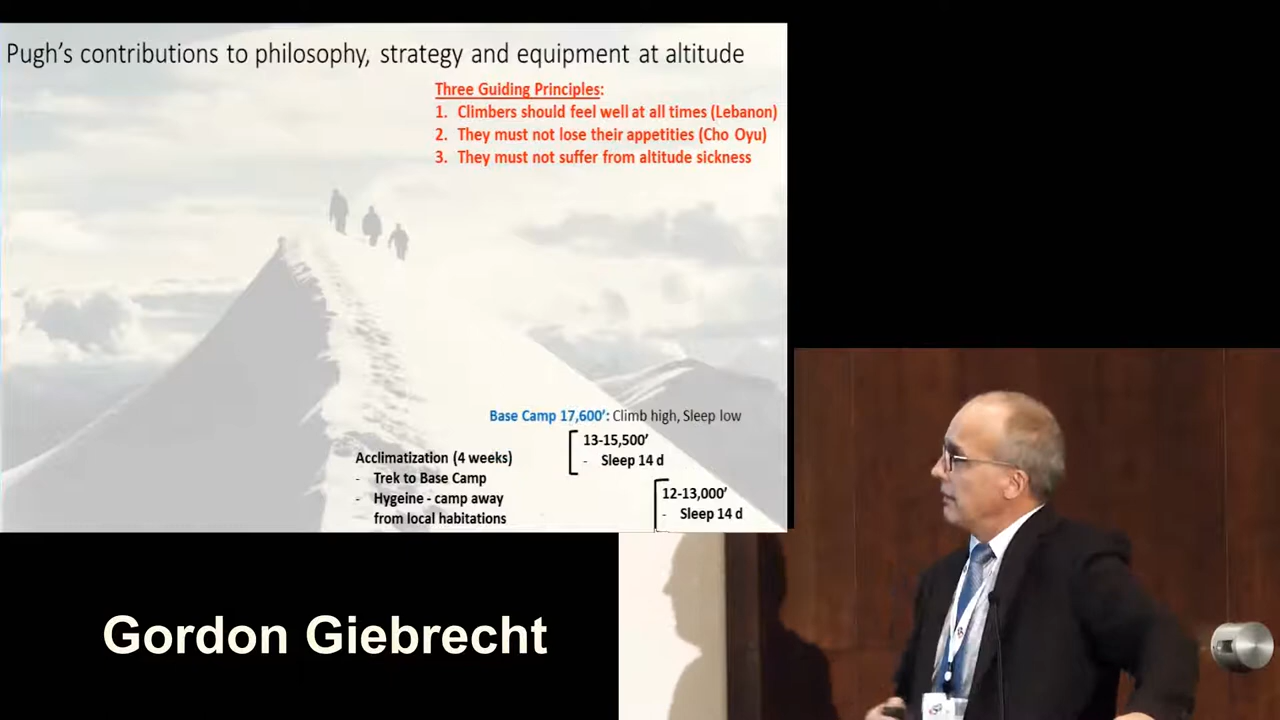 Pugh's contributions to philosophy, strategy and equipment at altitude
Three Guiding Principles:
1. Climbers should feel well at all times (Lebanon)
2. They must not lose their appetities (Cho Oyu)
3. They must not suffer from altitude sickness
Base Camp 17,600': Climb high, Sleep low
13-15,500'
- Sleep 14 d
Acclimatization (4 weeks)
- Trek to Base Camp
- Hygeine - camp away
from local habitations
12-13,000'
- Sleep 14 d
Gordon Giebrecht